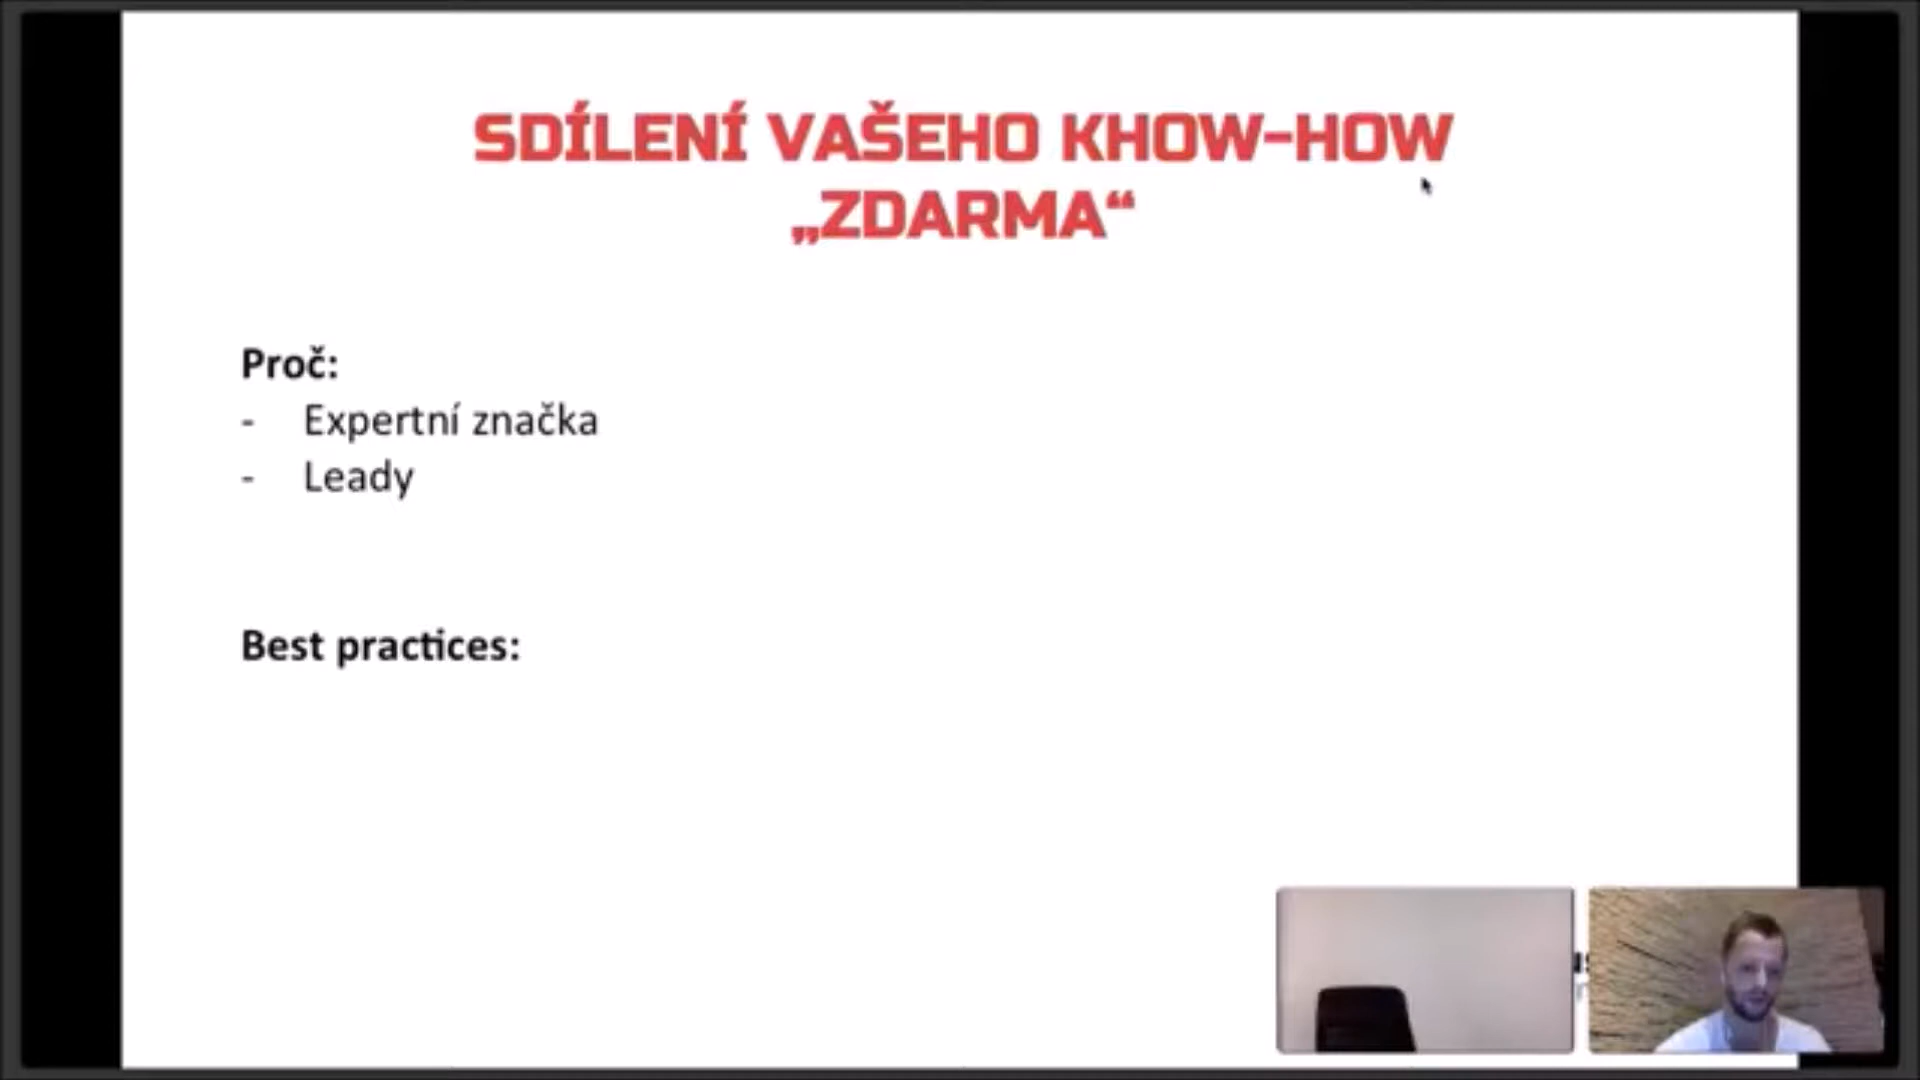 SDÍLENÍ VAŠEHO KHOW-HOW
„ZDARMA“
Proč:
- Expertní značka
- Leady
Best practices: